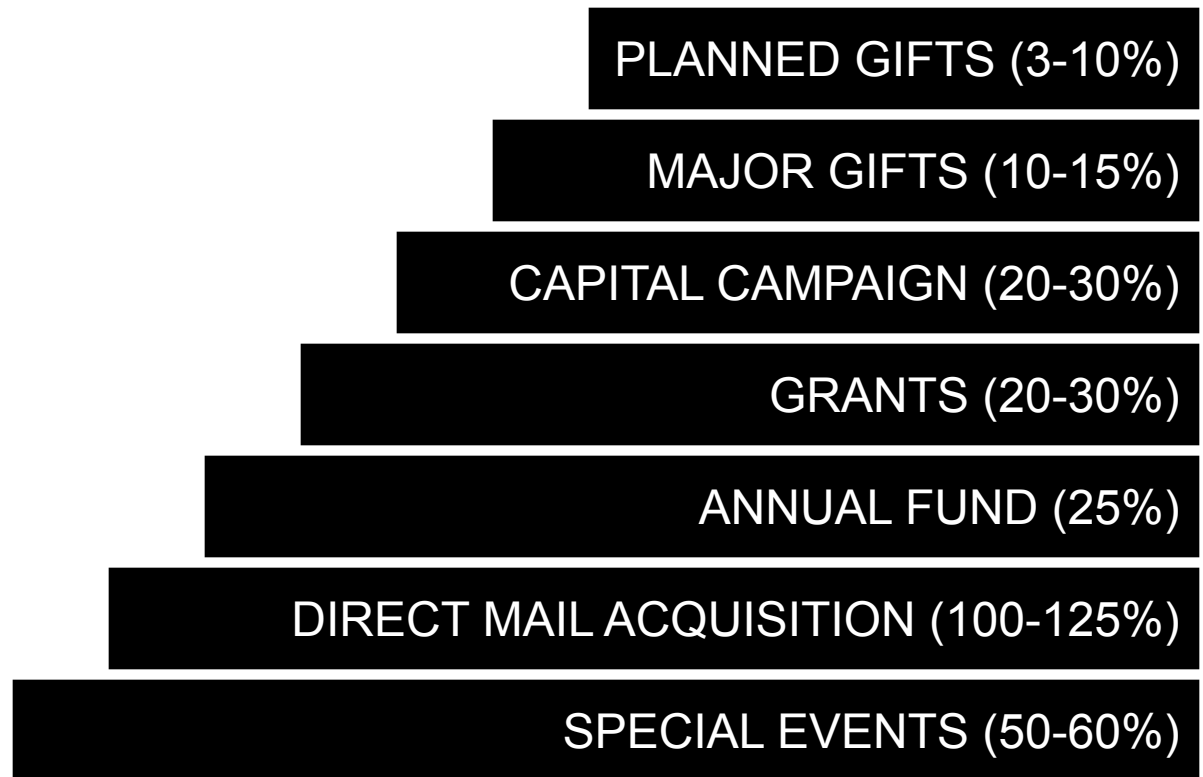 PLANNED GIFTS (3-10%)
MAJOR GIFTS (10-15%)
CAPITAL CAMPAIGN (20-30%)
GRANTS (20-30%)
ANNUAL FUND (25%)
DIRECT MAIL ACQUISITION (100-125%)
SPECIAL EVENTS (50-60%)